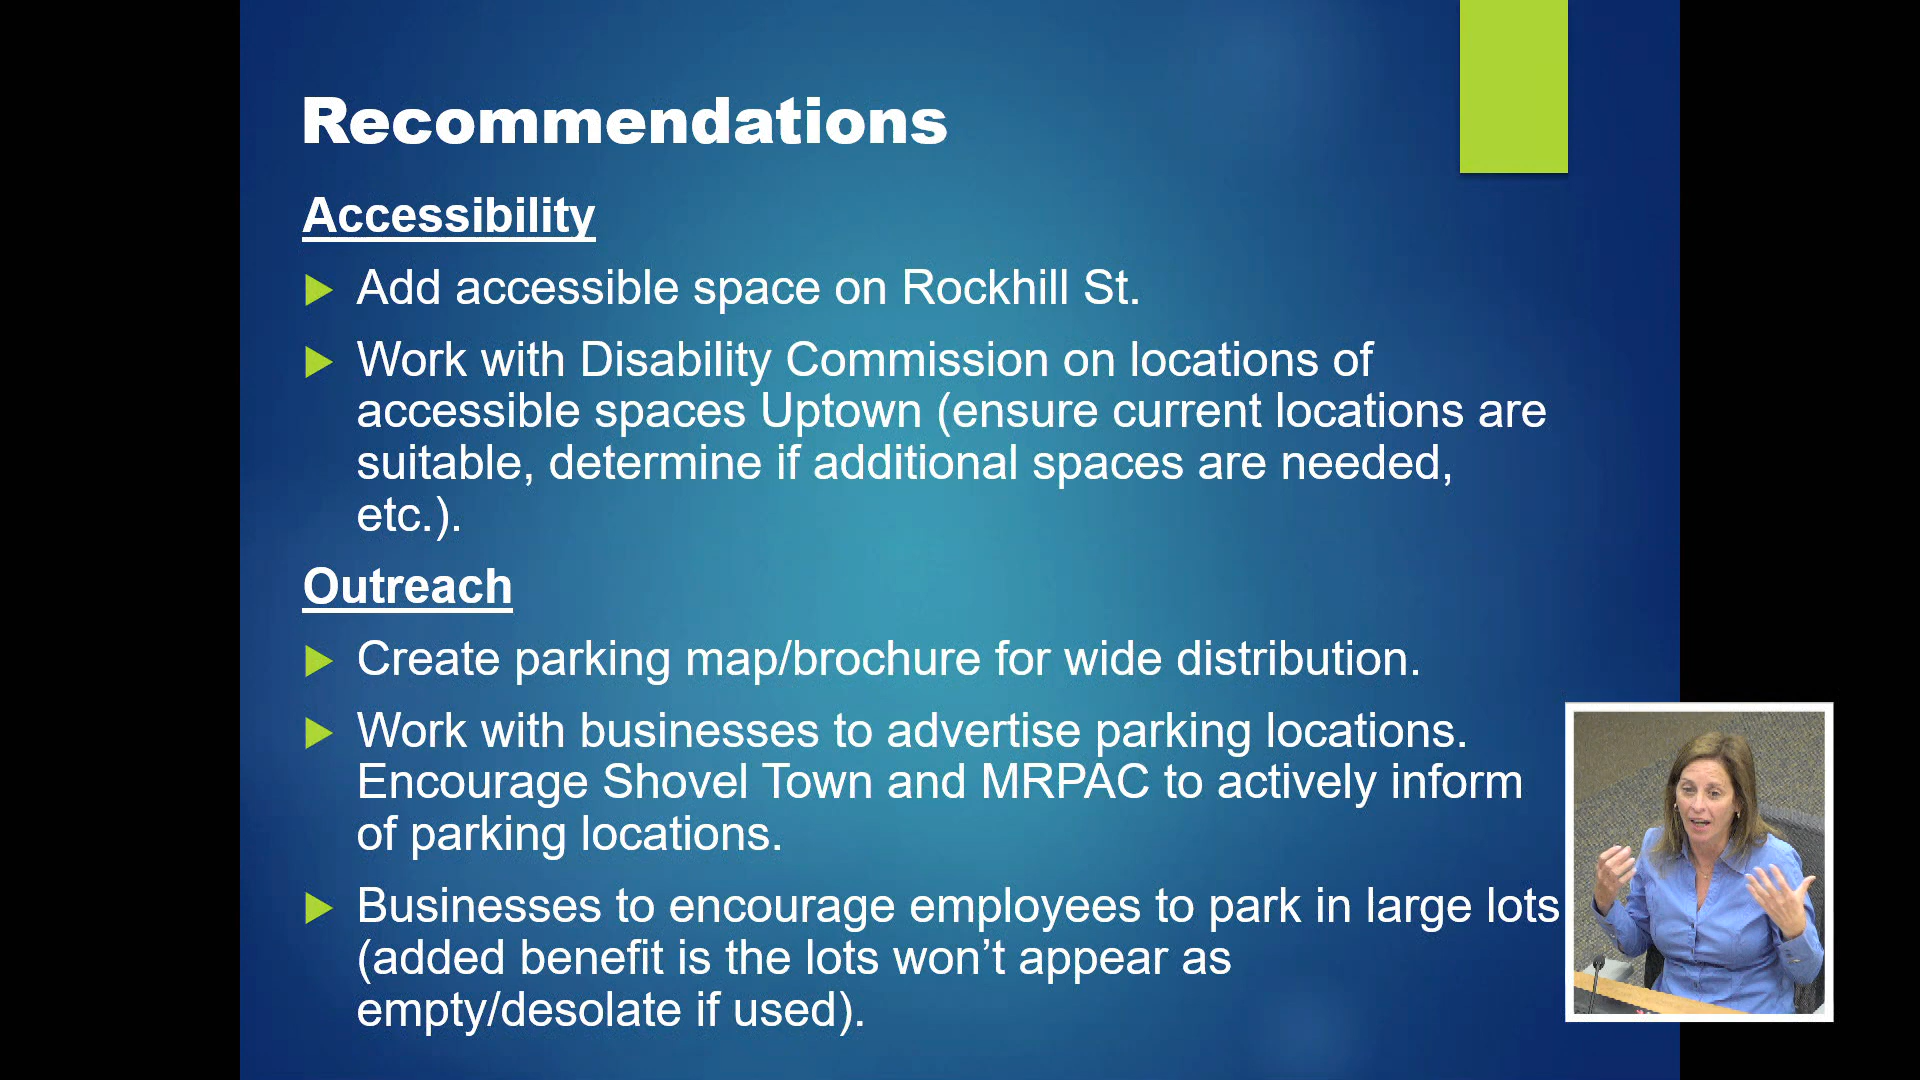 Recommendations
Accessibility
Add accessible space on Rockhill St.
Work with Disability Commission on locations of
accessible spaces Uptown (ensure current locations are
suitable, determine if additional spaces are needed,
etc.).
Outreach
Create parking map/brochure for wide distribution.
Work with businesses to advertise parking locations.
Encourage Shovel Town and MRPAC to actively inform
of parking locations.
Businesses to encourage employees to park in large lots
(added benefit is the lots won’t appear as
empty/desolate if used).